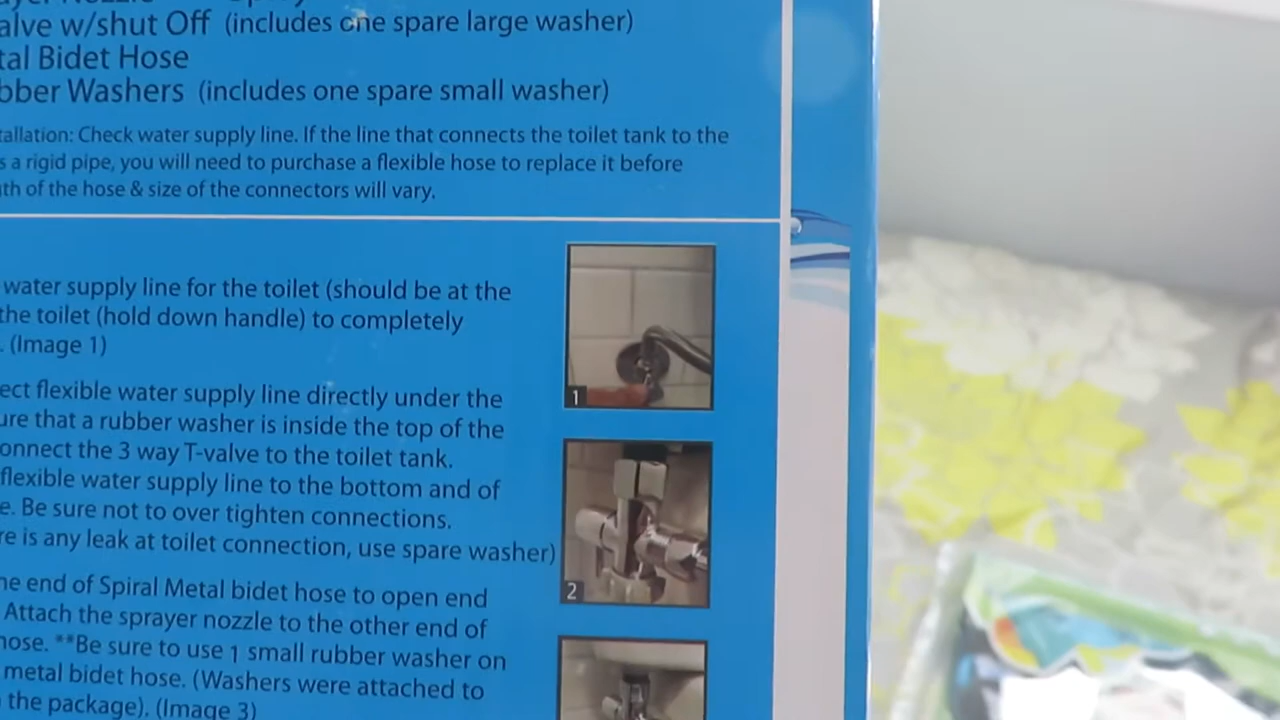 alve w/shut Off (includes one spare large washer)
tal Bidet Hose
bber Washers (includes one spare small washer)
tallation: Check water supply line. If the line that connects the toilet tank to the
s a rigid pipe, you will need to purchase a flexible hose to replace it before
th of the hose & size of the connectors will vary.
water supply line for the toilet (should be at the
the toilet (hold down handle) to completely
. (Image 1)
1
ect flexible water supply line directly under the
ure that a rubber washer is inside the top of the
onnect the 3 way T-valve to the toilet tank.
flexible water supply line to the bottom and of
e. Be sure not to over tighten connections.
re is any leak at toilet connection, use spare washer)
2
ne end of Spiral Metal bidet hose to open end
Attach the sprayer nozzle to the other end of
hose. **Be sure to use 1 small rubber washer on
metal bidet hose. (Washers were attached to
the package). (Image 3)